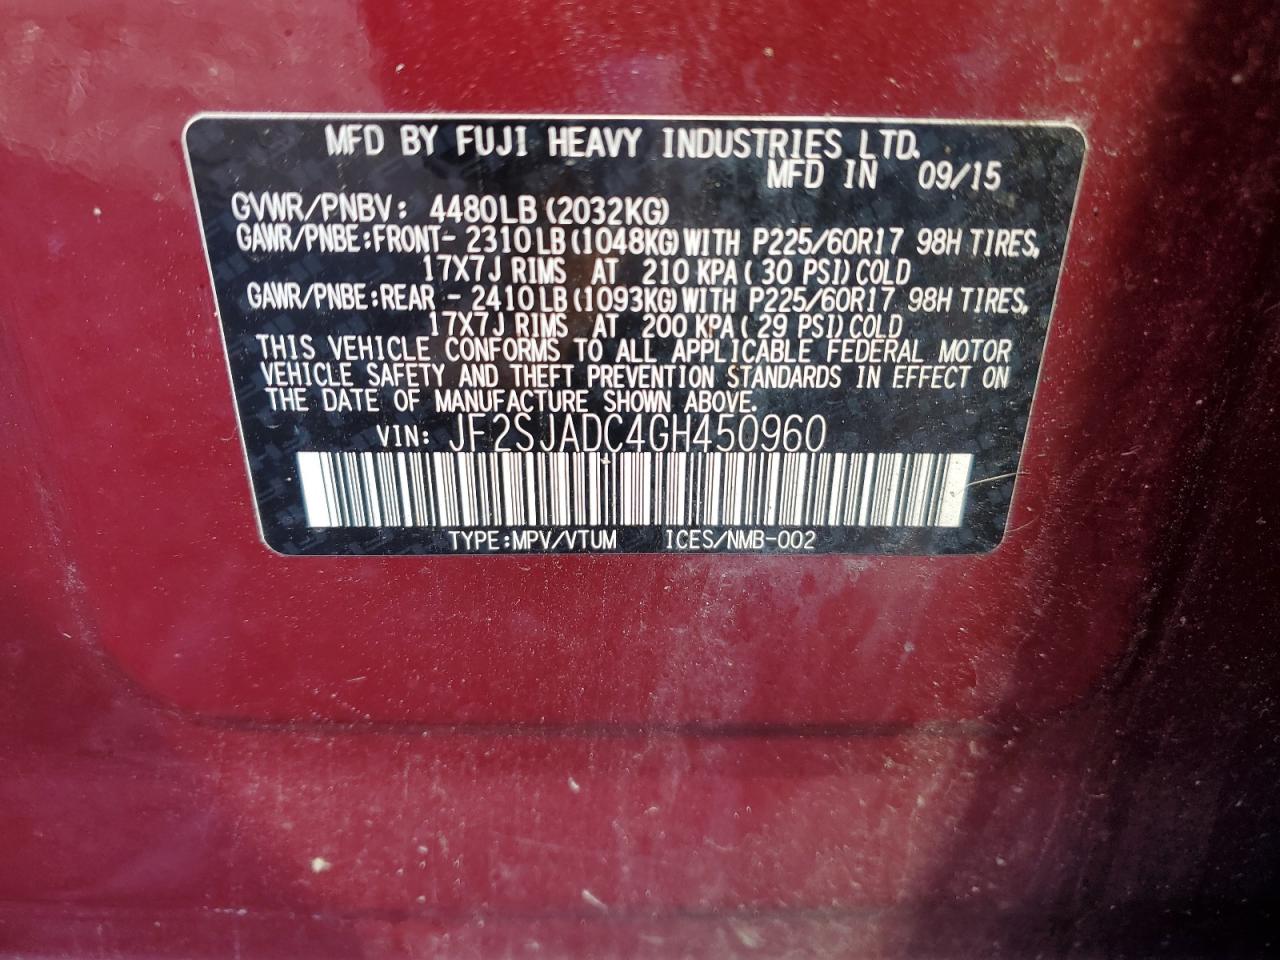 MFD BY FUJI HEAVY INDUSTRIES LTD.
MFD IN 09/15
GVWR/PNBV: 4480LB (2032KG)
GAWR/PNBE:FRONT- 2310LB(1048KG)WITH P225/60R17 98H TIRES,
17X7J RIMS AT 210 KPA(30 PSI)COLD
GAWR/PNBE:REAR - 2410LB(1093KG)WITH P225/60R17 98H TIRES,
17X7J RIMS AT 200 KPA(29 PSI)COLD
THIS VEHICLE CONFORMS TO ALL APPLICABLE FEDERAL MOTOR
VEHICLE SAFETY AND THEFT PREVENTION STANDARDS IN EFFECT ON
THE DATE OF MANUFACTURE SHOWN ABOVE.
VIN: JF2SJADC4GH450960
TYPE:MPV/VTUM ICES/NMB-002